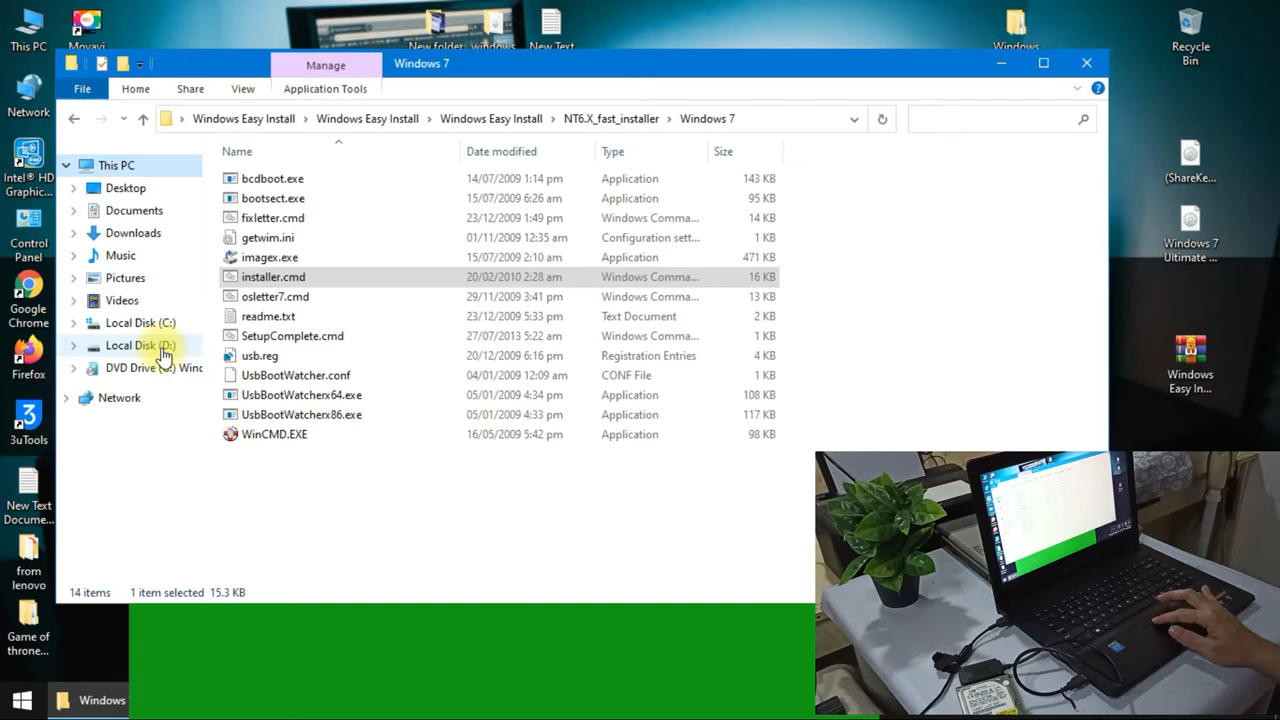 This PC
Movavi
New folder
windows
New Text
Windows
Recycle
Bin
Manage
Windows 7
File
Home
Share
View
Application Tools
Windows Easy Install
Windows Easy Install
Windows Easy Install
NT6.X_fast_installer
Windows 7
Network
Intel® HD
Graphic...
Control
Panel
Google
Chrome
Firefox
3uTools
New Text
Docume...
from
lenovo
Game of
throne...
This PC
Desktop
Documents
Downloads
Music
Pictures
Videos
Local Disk (C:)
Local Disk (D:)
DVD Drive Winc
Network
Name Date modified Type Size
bcdboot.exe 14/07/2009 1:14 pm Application 143 KB
bootsect.exe 15/07/2009 6:26 am Application 95 KB
fixletter.cmd 23/12/2009 1:49 pm Windows Comma... 14 KB
getwim.ini 01/11/2009 12:35 am Configuration sett... 1 KB
imagex.exe 15/07/2009 2:10 am Application 471 KB
installer.cmd 20/02/2010 2:28 am Windows Comma... 16 KB
osletter7.cmd 29/11/2009 3:41 pm Windows Comma... 13 KB
readme.txt 23/12/2009 5:33 pm Text Document 2 KB
SetupComplete.cmd 27/07/2013 5:22 am Windows Comma... 1 KB
usb.reg 20/12/2009 6:16 pm Registration Entries 4 KB
UsbBootWatcher.conf 04/01/2009 12:09 am CONF File 1 KB
UsbBootWatcherx64.exe 05/01/2009 4:34 pm Application 108 KB
UsbBootWatcherx86.exe 05/01/2009 4:33 pm Application 117 KB
WinCMD.EXE 16/05/2009 5:42 pm Application 98 KB
(ShareKe...
Windows 7
Ultimate ...
Windows
Easy In...
14 items 1 item selected 15.3 KB
Windows